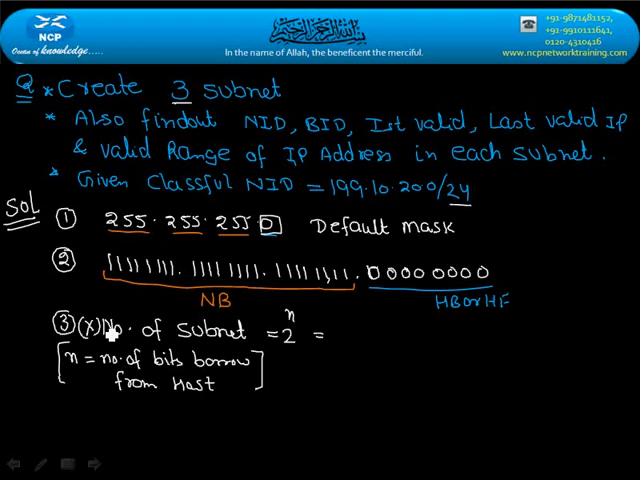 NCP
Ocean of knowledge.....
بِسْمِ اللَّهِ الرَّحْمَٰنِ الرَّحِيمِ
In the name of Allah, the beneficent the merciful.
+91-9871481152,
+91-9910111641,
0120-4310416
www.ncpnetworktraining.com
Q * Create 3 Subnet
* Also findout NID, BID, Ist valid, Last valid IP
& valid Range of IP Address in each Subnet.
* Given Classful NID = 199.10.200/24
Sol
① 255.255.255.0 Default mask
② 11111111.11111111.11111111.00000000
NB HB or HF
③ (x) No. of Subnet = 2^n =
[n = no. of bits borrow
from Host]